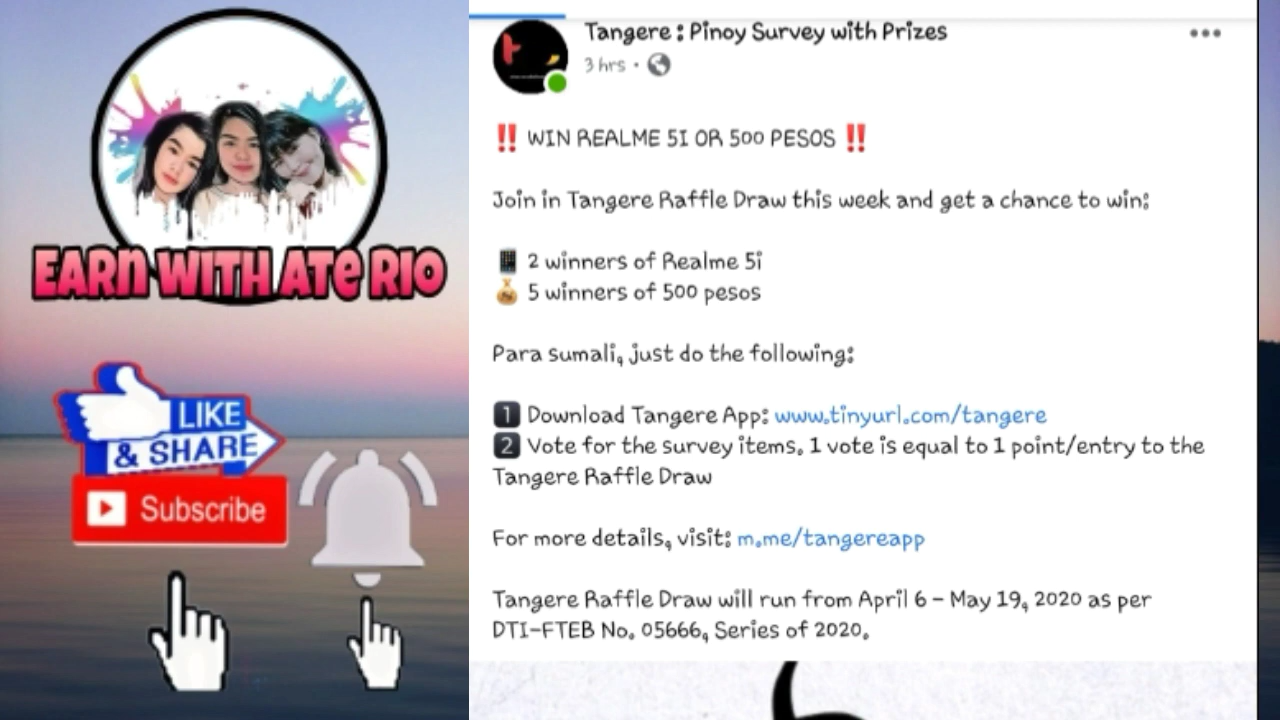 EARN WITH ATE RIO
LIKE
& SHARE
Subscribe
Tangere : Pinoy Survey with Prizes
3 hrs •
‼ WIN REALME 5I OR 500 PESOS ‼
Join in Tangere Raffle Draw this week and get a chance to win:
📱 2 winners of Realme 5i
💰 5 winners of 500 pesos
Para sumali, just do the following:
1 Download Tangere App: www.tinyurl.com/tangere
2 Vote for the survey items. 1 vote is equal to 1 point/entry to the
Tangere Raffle Draw
For more details, visit: m.me/tangereapp
Tangere Raffle Draw will run from April 6 - May 19, 2020 as per
DTI-FTEB No. 05666, Series of 2020.